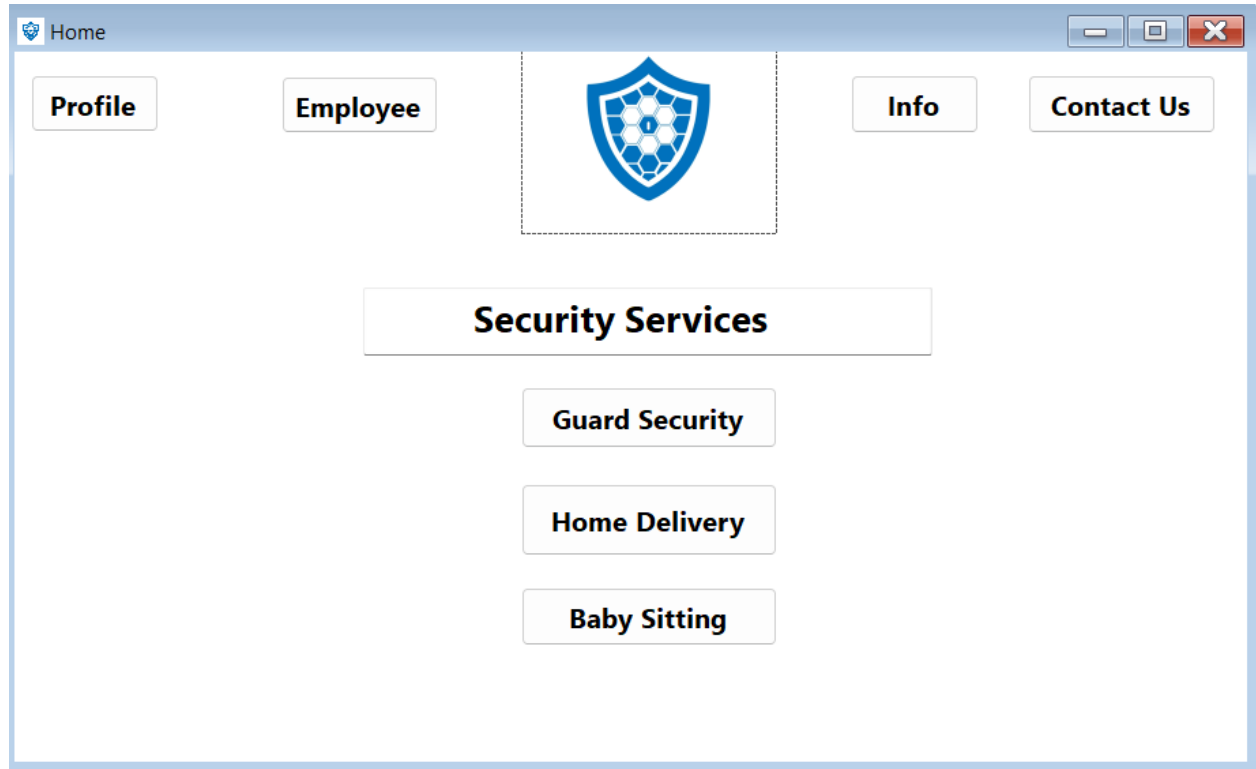 Home
Profile
Employee
Info
Contact Us
Security Services
Guard Security
Home Delivery
Baby Sitting